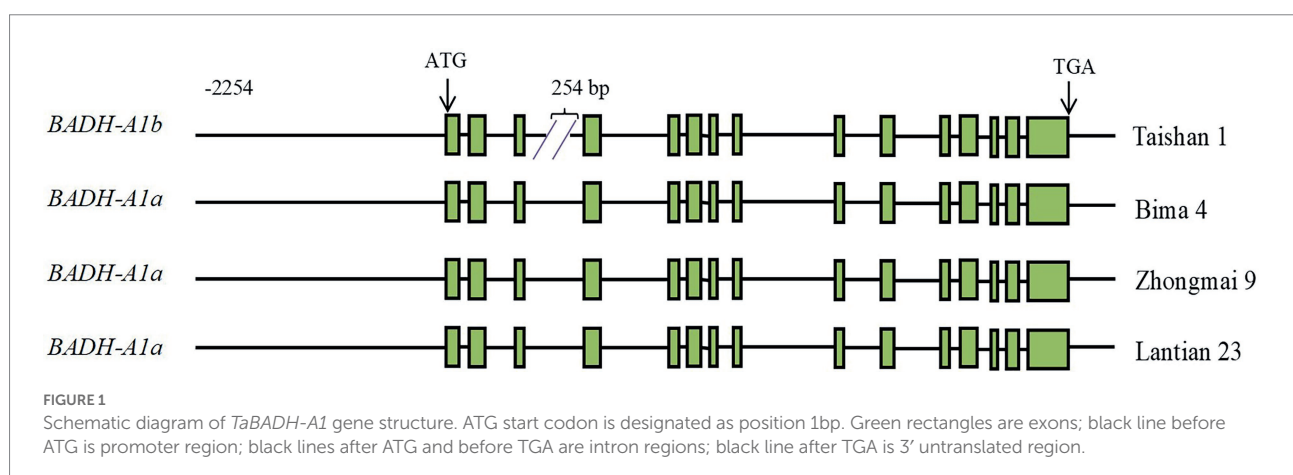 ATG
TGA
-2254
254 bp
BADH-A1b
Taishan 1
BADH-A1a
Bima 4
BADH-A1a
Zhongmai 9
BADH-A1a
Lantian 23
FIGURE 1
Schematic diagram of TaBADH-A1 gene structure. ATG start codon is designated as position 1bp. Green rectangles are exons; black line before
ATG is promoter region; black lines after ATG and before TGA are intron regions; black line after TGA is 3′ untranslated region.